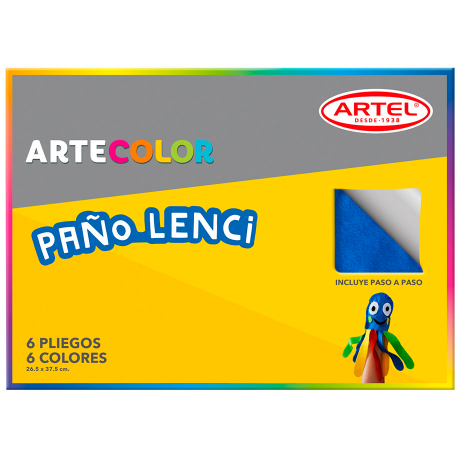 ARTEL®
DESDE·1938
ARTECOLOR
PAÑO LENCI
INCLUYE PASO A PASO
6 PLIEGOS
6 COLORES
26.5 x 37.5 cm.